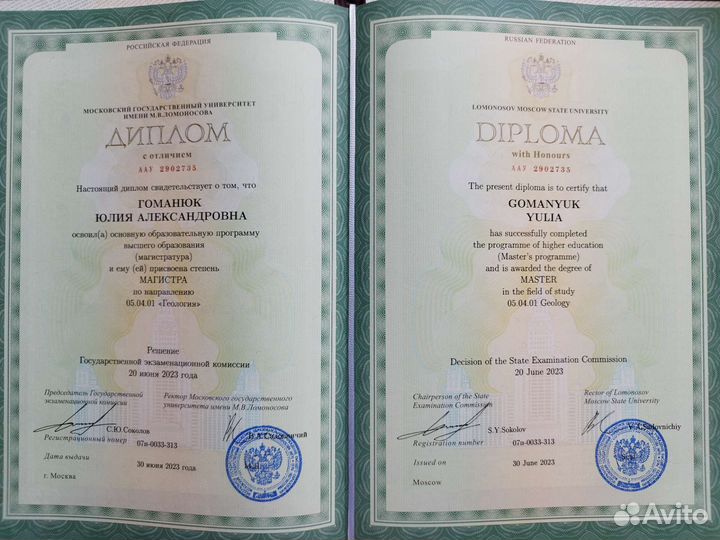 РОССИЙСКАЯ ФЕДЕРАЦИЯ
МОСКОВСКИЙ ГОСУДАРСТВЕННЫЙ УНИВЕРСИТЕТ
ИМЕНИ М.В.ЛОМОНОСОВА
ДИПЛОМ
с отличием
ААУ 2902735
Настоящий диплом свидетельствует о том, что
ГОМАНЮК
ЮЛИЯ АЛЕКСАНДРОВНА
освоил(а) основную образовательную программу
высшего образования
(магистратура)
и ему (ей) присвоена степень
МАГИСТРА
по направлению
05.04.01 «Геология»
Решение
Государственной экзаменационной комиссии
20 июня 2023 года
Председатель Государственной
экзаменационной комиссии
Ректор Московского государственного
университета имени М.В.Ломоносова
С.Ю.Соколов
В.А.Садовничий
Регистрационный номер 07в-0033-313
Дата выдачи 30 июня 2023 года
г. Москва
RUSSIAN FEDERATION
LOMONOSOV MOSCOW STATE UNIVERSITY
DIPLOMA
with Honours
ААУ 2902735
The present diploma is to certify that
GOMANYUK
YULIA
has successfully completed
the programme of higher education
(Master's programme)
and is awarded the degree of
MASTER
in the field of study
05.04.01 Geology
Decision of the State Examination Commission
20 June 2023
Chairperson of the State
Examination Commission
Rector of Lomonosov
Moscow State University
S.Y.Sokolov
V.A.Sadovnichiy
Registration number 07в-0033-313
Issued on 30 June 2023
Moscow
Avito